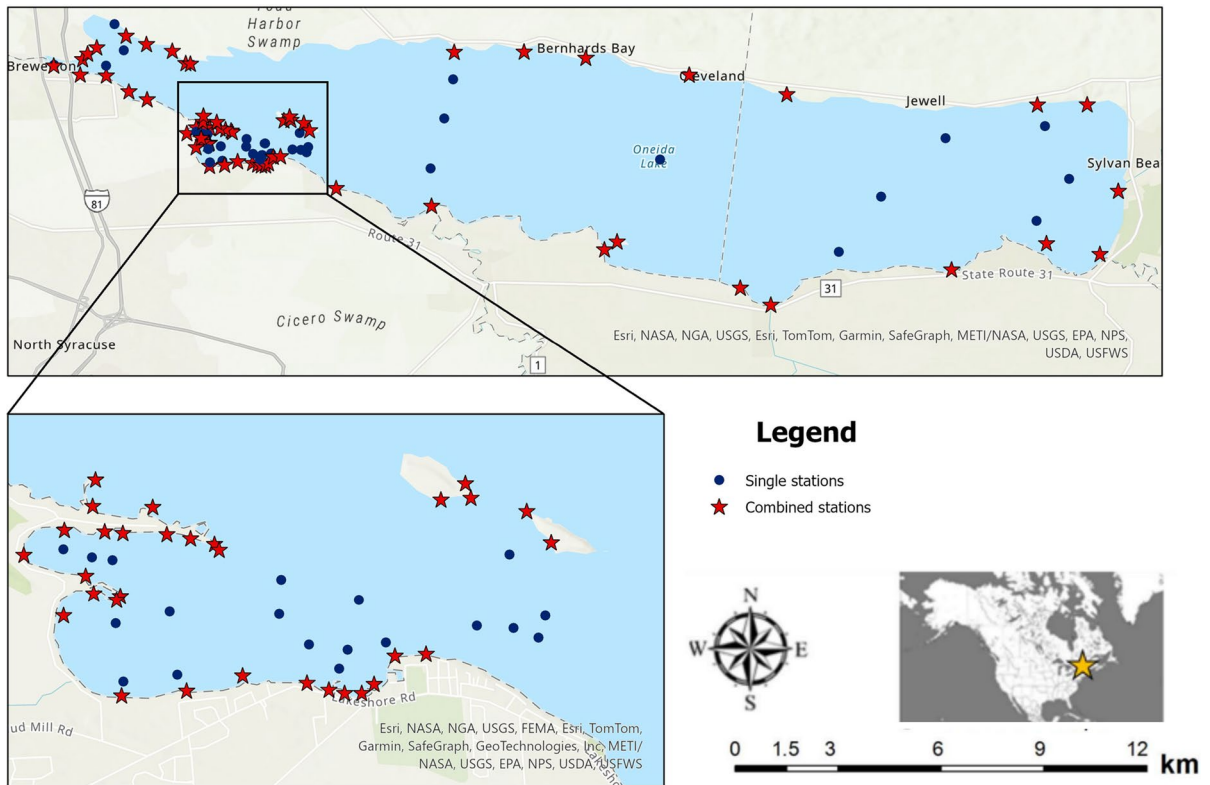 Harbor
Swamp
Bernhards Bay
Cleveland
Jewell
Oneida
Lake
Sylvan Bea
81
Route 31
State Route 31
31
Cicero Swamp
North Syracuse
1
Esri, NASA, NGA, USGS, Esri, TomTom, Garmin, SafeGraph, METI/NASA, USGS, EPA, NPS,
USDA, USFWS
Legend
Single stations
Combined stations
Lakeshore Rd
ud Mill Rd
Esri, NASA, NGA, USGS, FEMA, Esri, TomTom,
Garmin, SafeGraph, GeoTechnologies, Inc, METI/
NASA, USGS, EPA, NPS, USDA, USFWS
N
W E
S
0 1.5 3 6 9 12 km